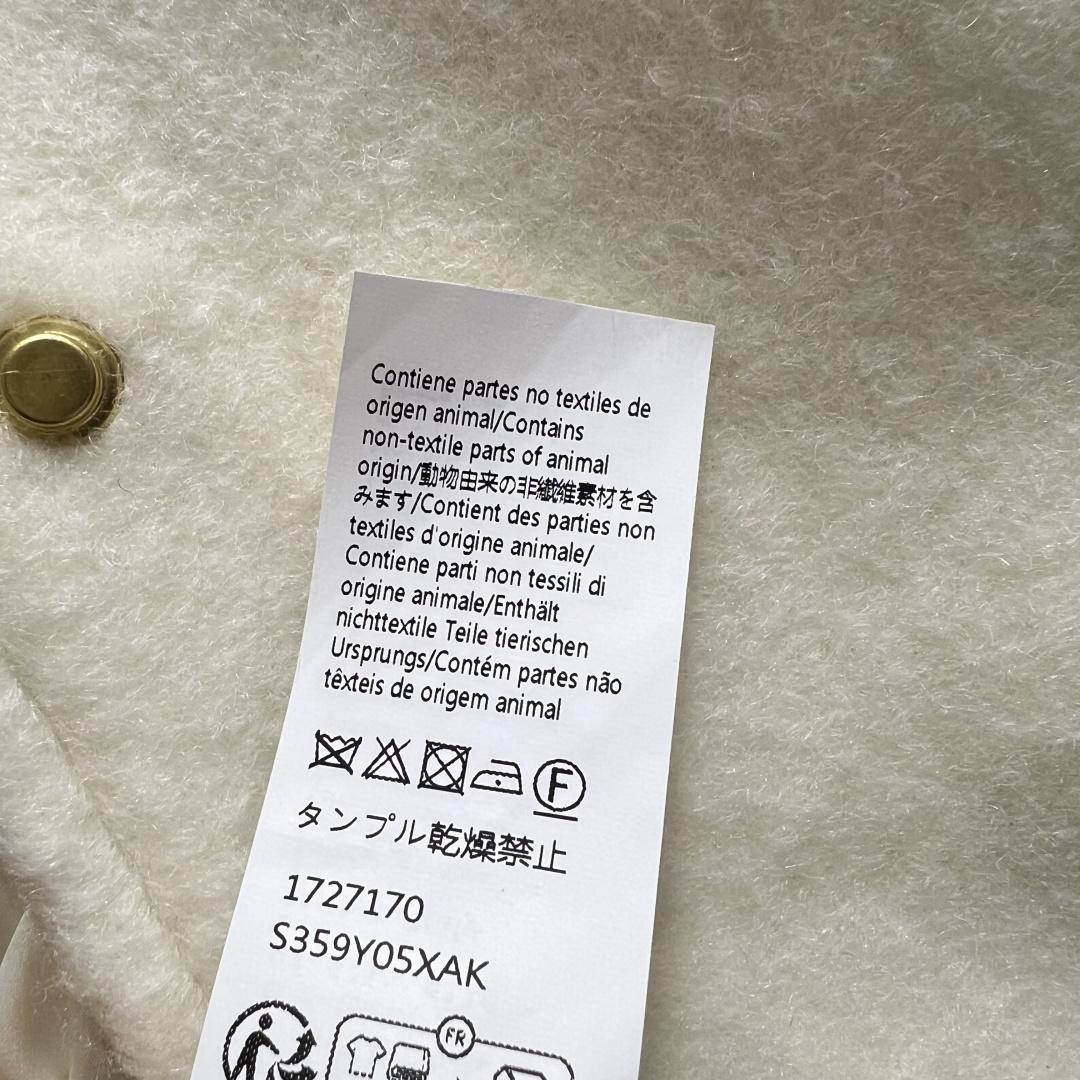 Contiene partes no textiles de
origen animal/Contains
non-textile parts of animal
origin/動物由来の非繊維素材を含
みます/Contient des parties non
textiles d'origine animale/
Contiene parti non tessili di
origine animale/Enthält
nichttextile Teile tierischen
Ursprungs/Contém partes não
têxteis de origem animal
F
タンプル乾燥禁止
1727170
S359Y05XAK
FR